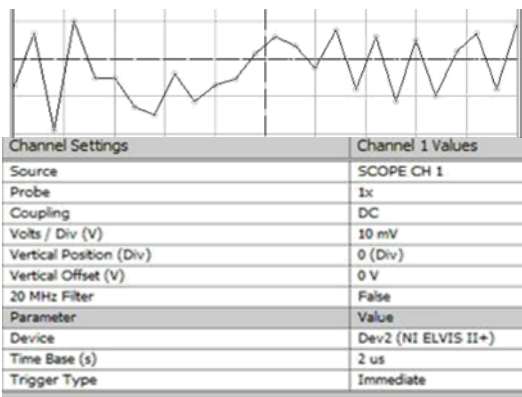 Channel Settings Channel 1 Values
Source SCOPE CH 1
Probe 1x
Coupling DC
Volts / Div (V) 10 mV
Vertical Position (Div) 0 (Div)
Vertical Offset (V) 0 V
20 MHz Filter False
Parameter Value
Device Dev2 (NI ELVIS II+)
Time Base (s) 2 us
Trigger Type Immediate